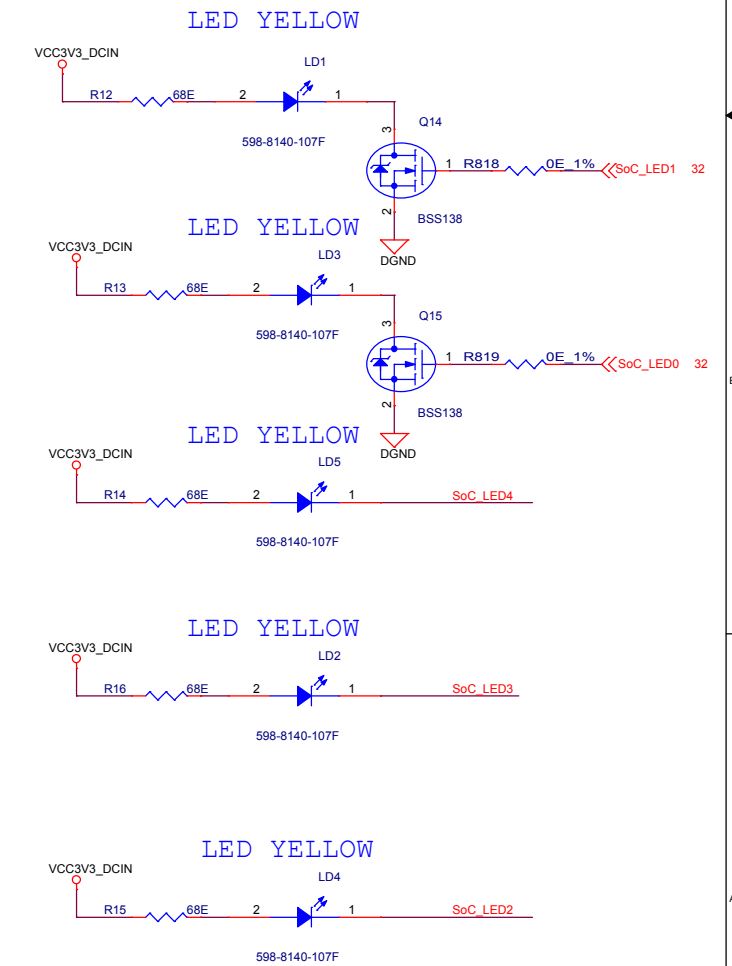 LED YELLOW
VCC3V3_DCIN
LD1
R12 68E 2 1
598-8140-107F
3 Q14
1 R818 0E_1% SoC_LED1 32
2 BSS138
DGND
LED YELLOW
VCC3V3_DCIN
LD3
R13 68E 2 1
598-8140-107F
3 Q15
1 R819 0E_1% SoC_LED0 32
2 BSS138
DGND
LED YELLOW
VCC3V3_DCIN
LD5
R14 68E 2 1 SoC_LED4
598-8140-107F
LED YELLOW
VCC3V3_DCIN
LD2
R16 68E 2 1 SoC_LED3
598-8140-107F
LED YELLOW
VCC3V3_DCIN
LD4
R15 68E 2 1 SoC_LED2
598-8140-107F